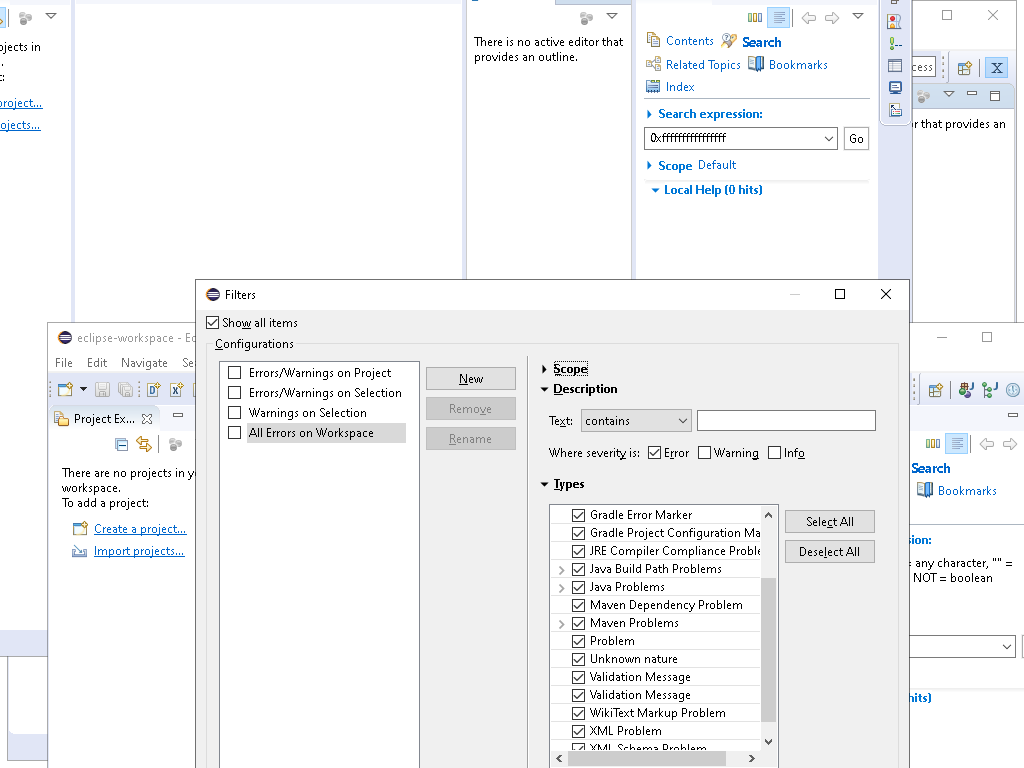 ojects in
project...
ojects...
There is no active editor that
provides an outline.
Contents
Search
Related Topics
Bookmarks
Index
Search expression:
0xffffffffffffffff
Go
Scope Default
Local Help (0 hits)
cess
or that provides an
Filters
Show all items
Configurations
Errors/Warnings on Project
Errors/Warnings on Selection
Warnings on Selection
All Errors on Workspace
New
Remove
Rename
Scope
Description
Text:
contains
Where severity is:
Error
Warning
Info
Types
Gradle Error Marker
Gradle Project Configuration Ma
JRE Compiler Compliance Proble
Java Build Path Problems
Java Problems
Maven Dependency Problem
Maven Problems
Problem
Unknown nature
Validation Message
Validation Message
WikiText Markup Problem
XML Problem
XML Schema Problem
Select All
Deselect All
eclipse-workspace - Ec
File
Edit
Navigate
Se
Project Ex...
There are no projects in y
workspace.
To add a project:
Create a project...
Import projects...
Search
Bookmarks
sion:
= any character, "" =
NOT = boolean
hits)